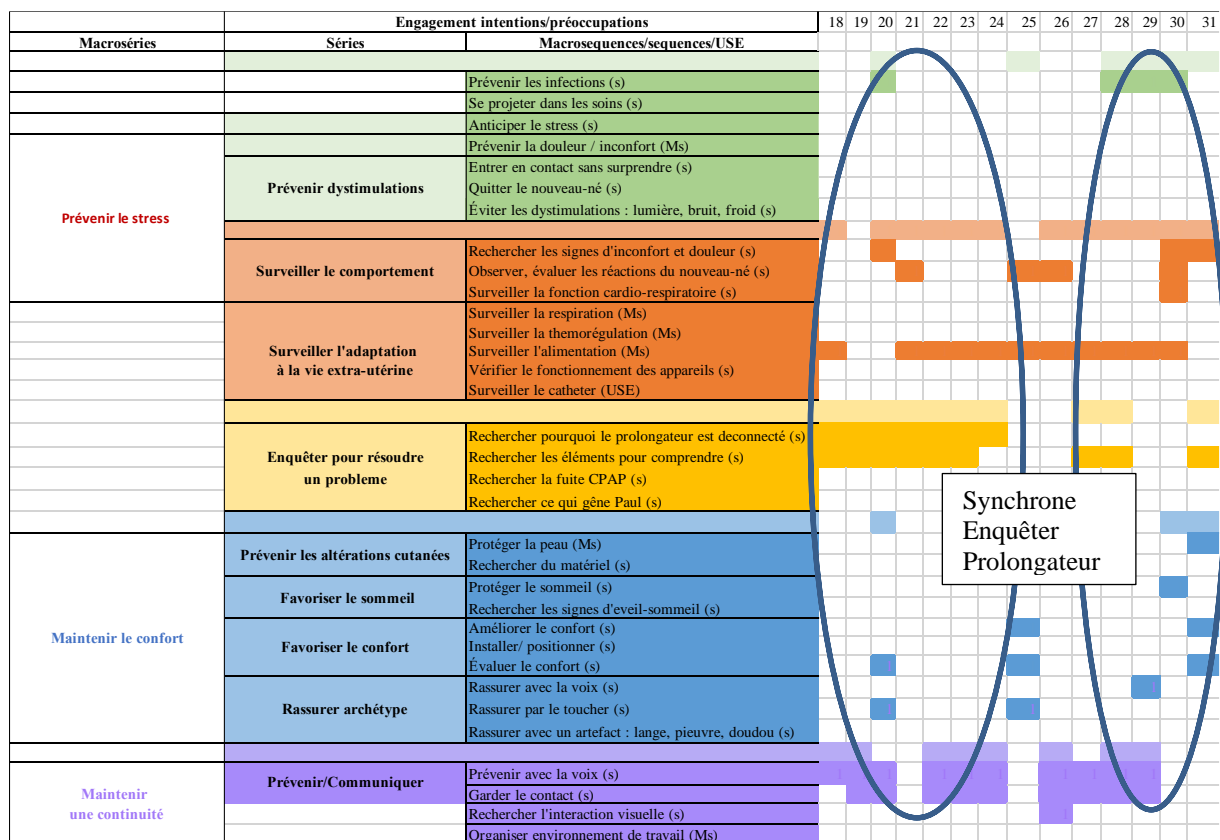 Engagement intentions/préoccupations 18 19 20 21 22 23 24 25 26 27 28 29 30 31
Macroséries Séries Macrosequences/sequences/USE
Prévenir les infections (s)
Se projeter dans les soins (s)
Anticiper le stress (s)
Prévenir la douleur / inconfort (Ms)
Entrer en contact sans surprendre (s)
Prévenir dystimulations Quitter le nouveau-né (s)
Éviter les dystimulations : lumière, bruit, froid (s)
Prévenir le stress
Rechercher les signes d'inconfort et douleur (s)
Surveiller le comportement Observer, évaluer les réactions du nouveau-né (s)
Surveiller la fonction cardio-respiratoire (s)
Surveiller la respiration (Ms)
Surveiller la themorégulation (Ms)
Surveiller l'adaptation Surveiller l'alimentation (Ms)
à la vie extra-utérine Vérifier le fonctionnement des appareils (s)
Surveiller le catheter (USE)
Rechercher pourquoi le prolongateur est deconnecté (s)
Enquêter pour résoudre Rechercher les éléments pour comprendre (s)
un probleme Rechercher la fuite CPAP (s)
Rechercher ce qui gêne Paul (s)
Synchrone
Enquêter
Prolongateur
Prévenir les altérations cutanées Protéger la peau (Ms)
Rechercher du matériel (s)
Favoriser le sommeil Protéger le sommeil (s)
Rechercher les signes d'eveil-sommeil (s)
Améliorer le confort (s)
Maintenir le confort Favoriser le confort Installer/ positionner (s)
Évaluer le confort (s)
Rassurer avec la voix (s)
Rassurer archétype Rassurer par le toucher (s)
Rassurer avec un artefact : lange, pieuvre, doudou (s)
Prévenir/Communiquer Prévenir avec la voix (s)
Maintenir Garder le contact (s)
une continuité Rechercher l'interaction visuelle (s)
Organiser environnement de travail (Ms)